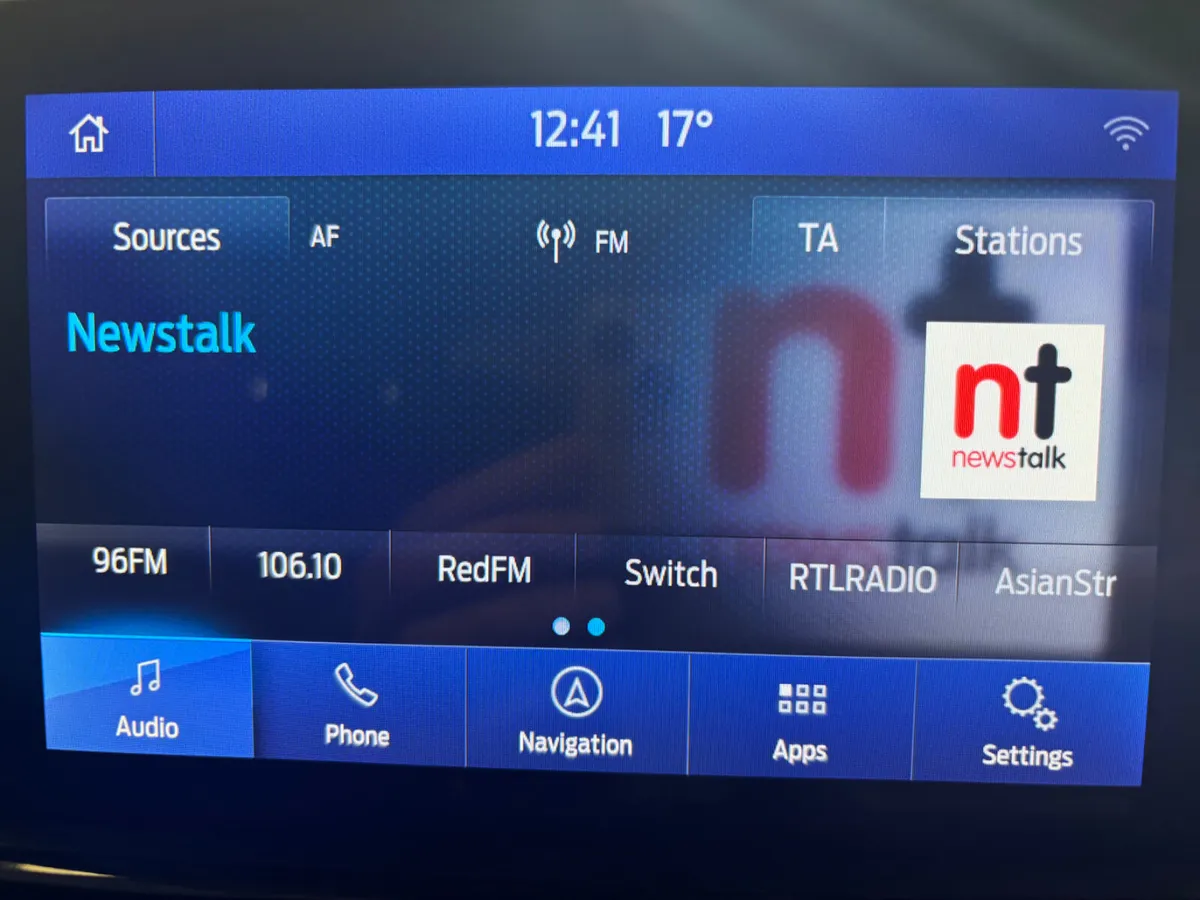 12:41 17°
Sources AF FM TA Stations
Newstalk
nt
newstalk
96FM 106.10 RedFM Switch RTLRADIO AsianStr
Audio Phone Navigation Apps Settings